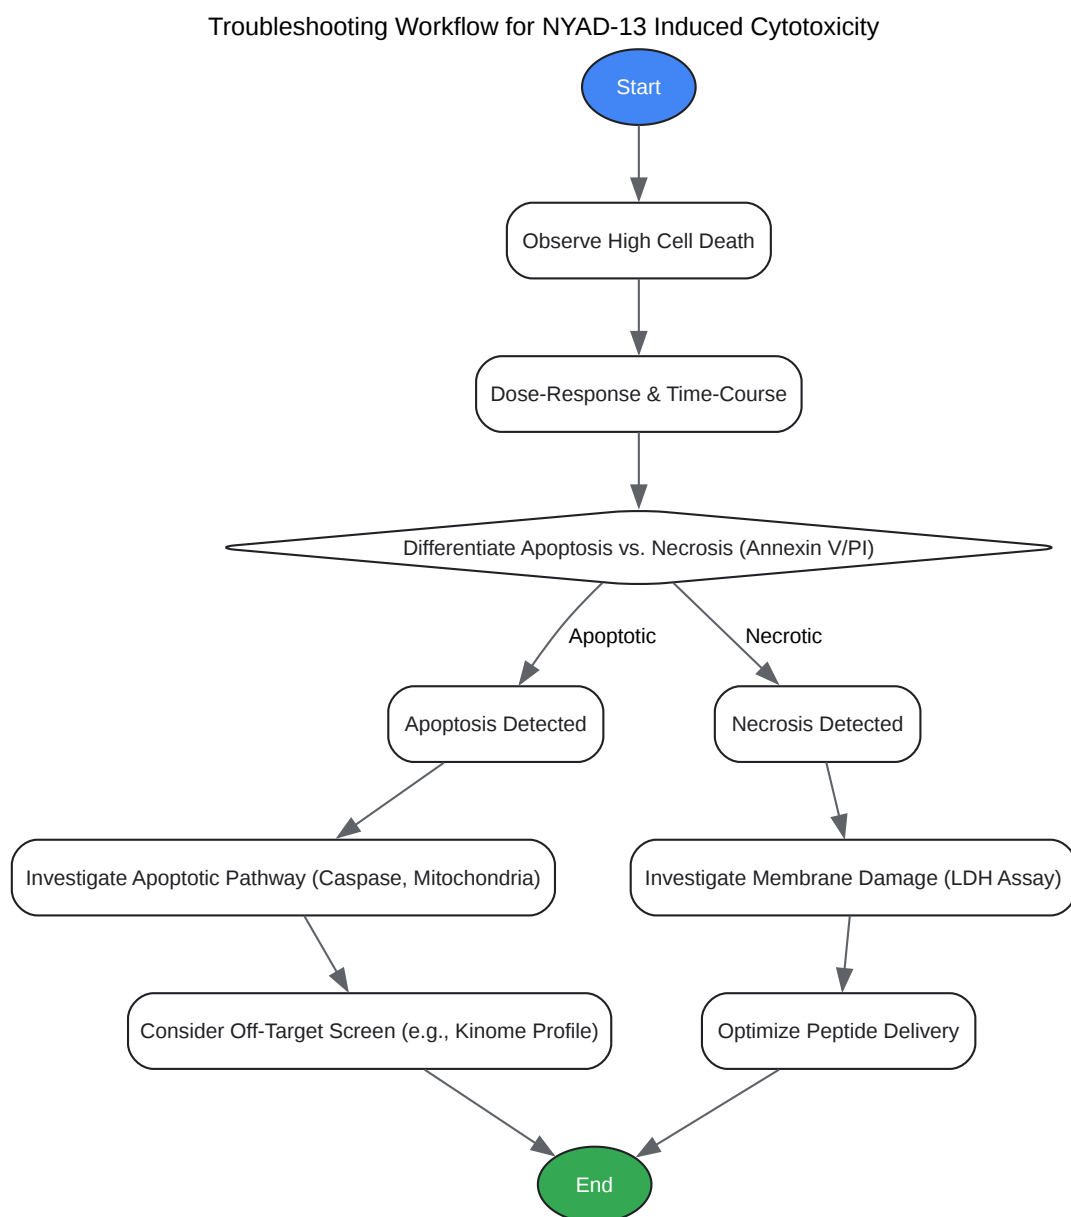 Troubleshooting Workflow for NYAD-13 Induced Cytotoxicity
Start
Observe High Cell Death
Dose-Response & Time-Course
Differentiate Apoptosis vs. Necrosis (Annexin V/PI)
Apoptotic
Necrotic
Apoptosis Detected
Necrosis Detected
Investigate Apoptotic Pathway (Caspase, Mitochondria)
Investigate Membrane Damage (LDH Assay)
Consider Off-Target Screen (e.g., Kinome Profile)
Optimize Peptide Delivery
End